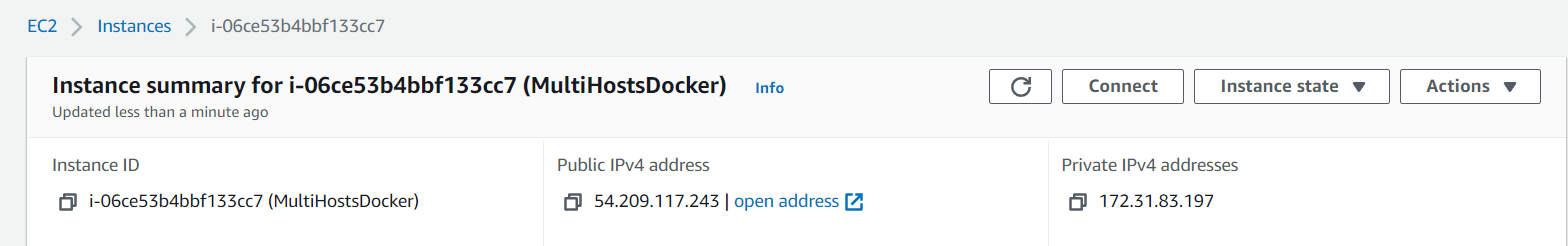 EC2 > Instances > i-06ce53b4bbf133cc7
Instance summary for i-06ce53b4bbf133cc7 (MultiHostsDocker) Info
Updated less than a minute ago
Connect
Instance state
Actions
Instance ID
i-06ce53b4bbf133cc7 (MultiHostsDocker)
Public IPv4 address
54.209.117.243 | open address
Private IPv4 addresses
172.31.83.197